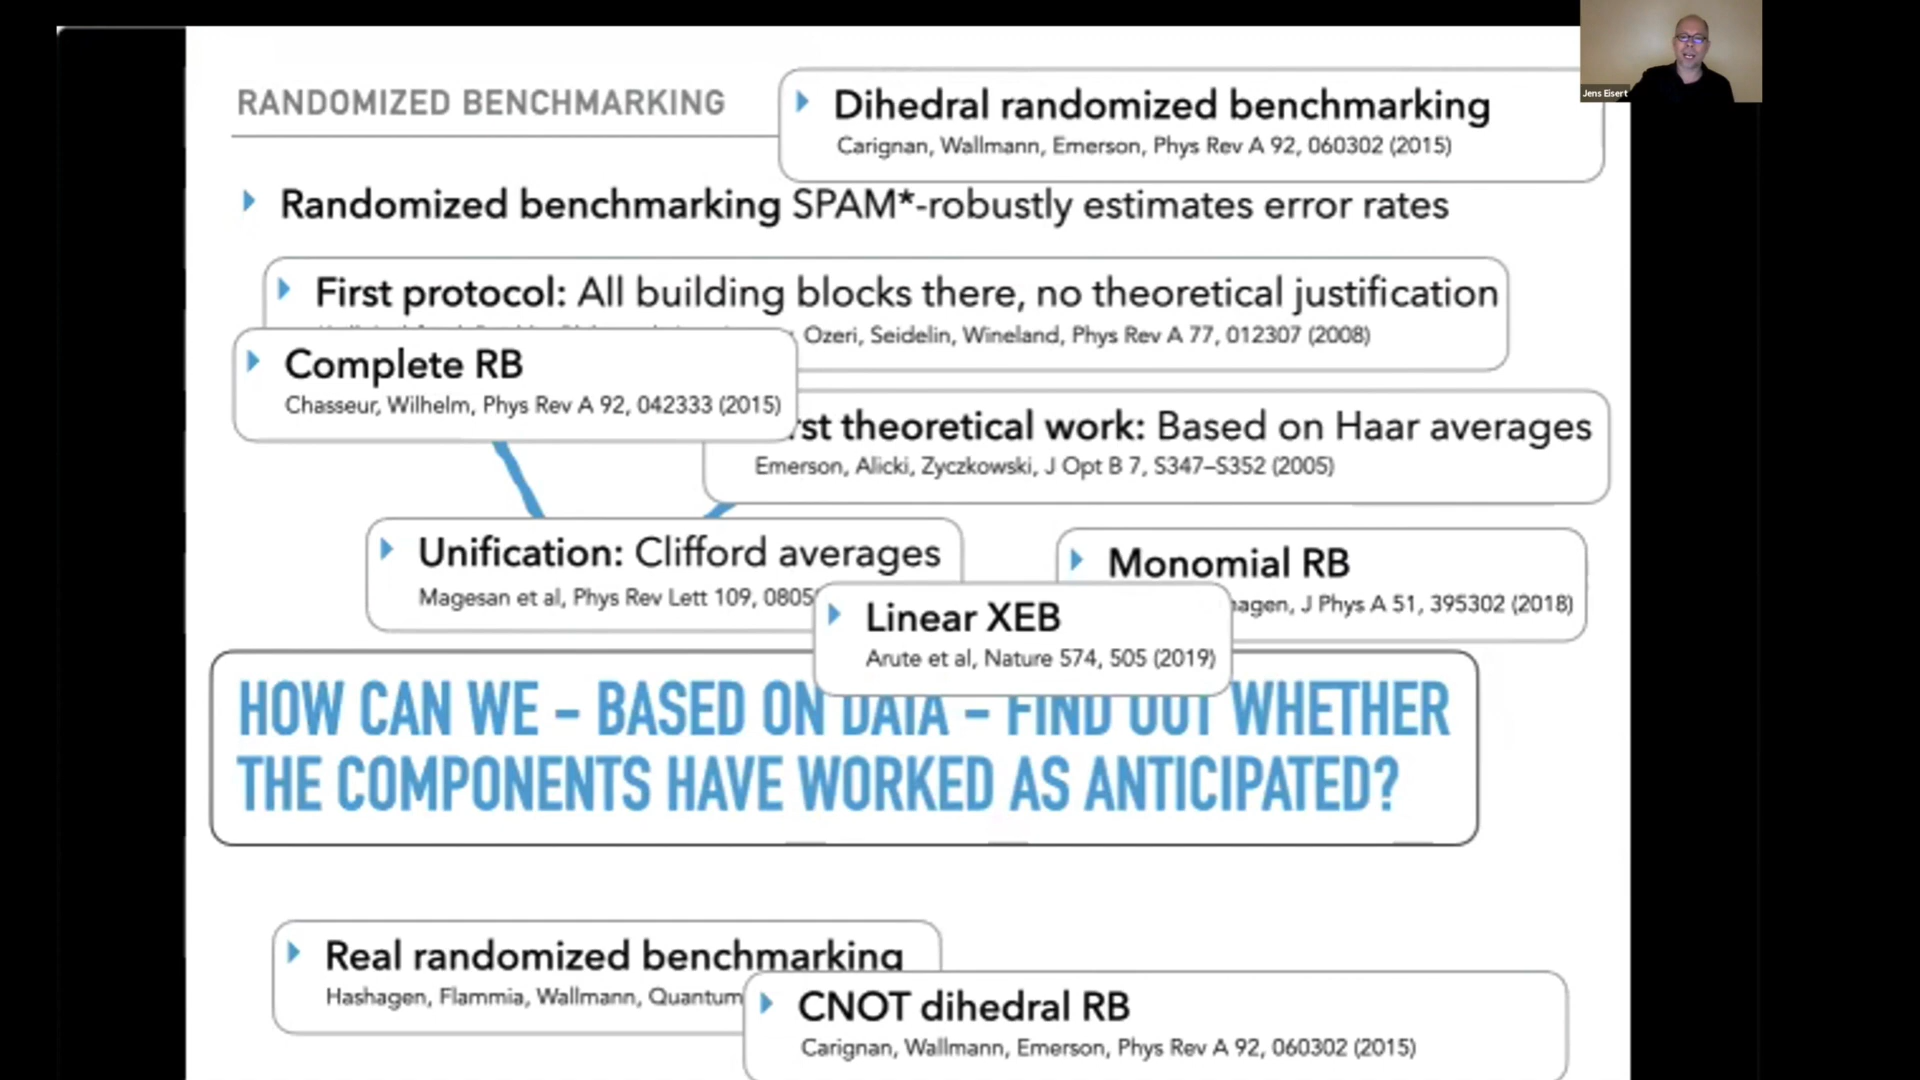 Jens Eisert
RANDOMIZED BENCHMARKING
Dihedral randomized benchmarking
Carignan, Wallmann, Emerson, Phys Rev A 92, 060302 (2015)
Randomized benchmarking SPAM*-robustly estimates error rates
First protocol: All building blocks there, no theoretical justification
Ozeri, Seidelin, Wineland, Phys Rev A 77, 012307 (2008)
Complete RB
Chasseur, Wilhelm, Phys Rev A 92, 042333 (2015)
rst theoretical work: Based on Haar averages
Emerson, Alicki, Zyczkowski, J Opt B 7, S347–S352 (2005)
Unification: Clifford averages
Magesan et al, Phys Rev Lett 109, 0805
Monomial RB
hagen, J Phys A 51, 395302 (2018)
Linear XEB
Arute et al, Nature 574, 505 (2019)
HOW CAN WE – BASED ON DATA – FIND OUT WHETHER
THE COMPONENTS HAVE WORKED AS ANTICIPATED?
Real randomized benchmarking
Hashagen, Flammia, Wallmann, Quantum
CNOT dihedral RB
Carignan, Wallmann, Emerson, Phys Rev A 92, 060302 (2015)